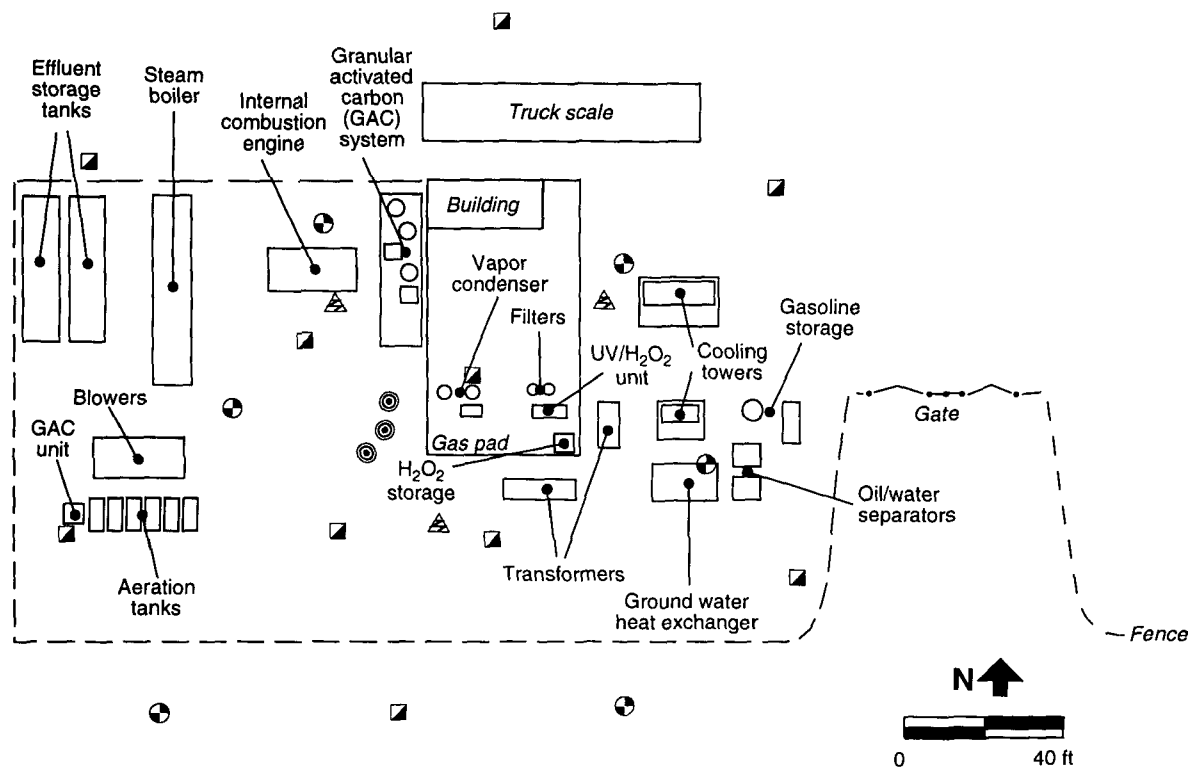 Effluent
storage
tanks
Steam
boiler
Internal
combustion
engine
Granular
activated
carbon
(GAC)
system
Truck scale
Building
Vapor
condenser
Filters
UV/H₂O₂
unit
Cooling
towers
Gasoline
storage
Gate
Blowers
GAC
unit
Gas pad
H₂O₂
storage
Oil/water
separators
Aeration
tanks
Transformers
Ground water
heat exchanger
Fence
N
0 40 ft